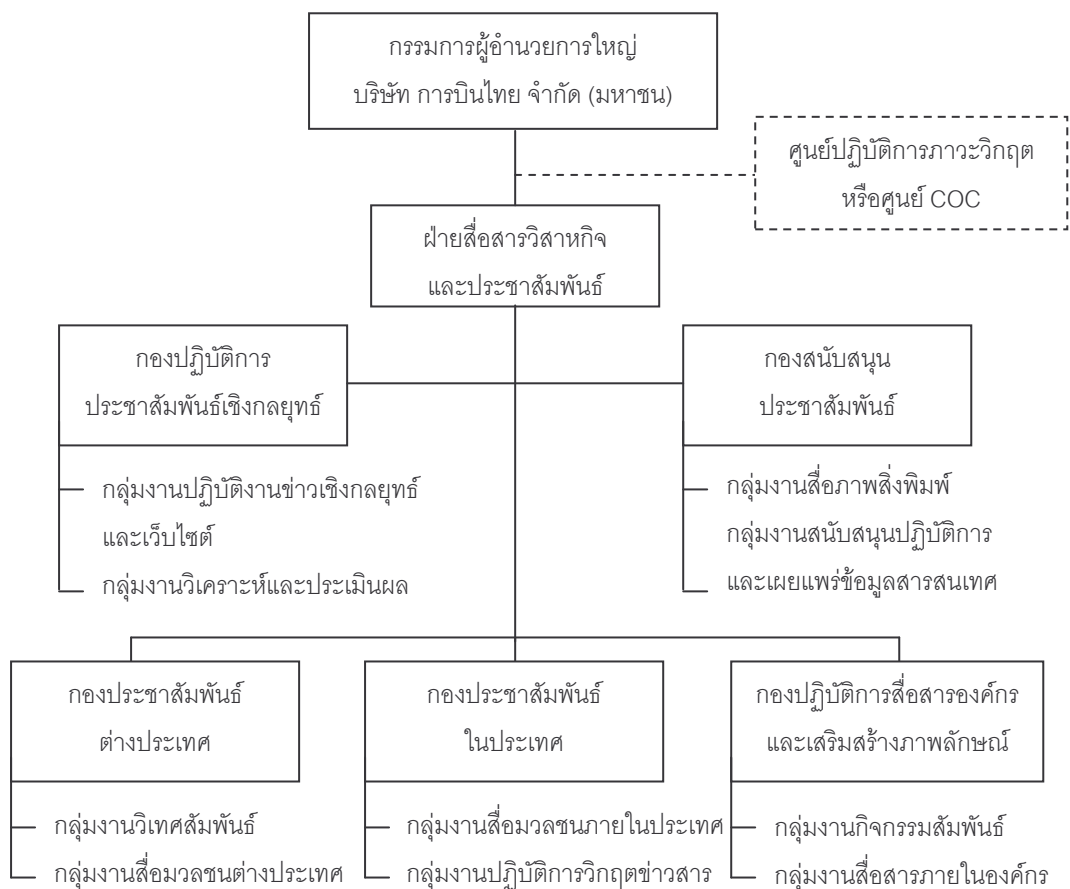 กรรมการผู้อำนวยการใหญ่
บริษัท การบินไทย จำกัด (มหาชน)
ศูนย์ปฏิบัติการภาวะวิกฤต
หรือศูนย์ COC
ฝ่ายสื่อสารวิสาหกิจ
และประชาสัมพันธ์
กองปฏิบัติการ
ประชาสัมพันธ์เชิงกลยุทธ์
กลุ่มงานปฏิบัติงานข่าวเชิงกลยุทธ์
และเว็บไซต์
กลุ่มงานวิเคราะห์และประเมินผล
กองสนับสนุน
ประชาสัมพันธ์
กลุ่มงานสื่อภาพสิ่งพิมพ์
กลุ่มงานสนับสนุนปฏิบัติการ
และเผยแพร่ข้อมูลสารสนเทศ
กองประชาสัมพันธ์
ต่างประเทศ
กลุ่มงานวิเทศสัมพันธ์
กลุ่มงานสื่อมวลชนต่างประเทศ
กองประชาสัมพันธ์
ในประเทศ
กลุ่มงานสื่อมวลชนภายในประเทศ
กลุ่มงานปฏิบัติการวิกฤตข่าวสาร
กองปฏิบัติการสื่อสารองค์กร
และเสริมสร้างภาพลักษณ์
กลุ่มงานกิจกรรมสัมพันธ์
กลุ่มงานสื่อสารภายในองค์กร